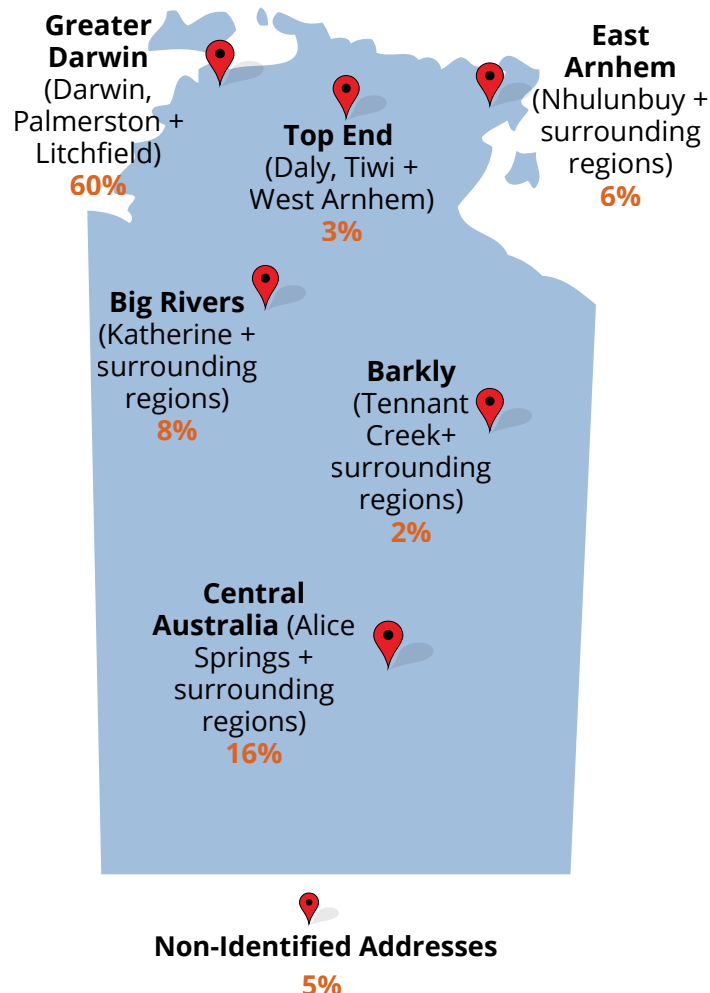 Greater
Darwin
(Darwin,
Palmerston +
Litchfield)
60%
Top End
(Daly, Tiwi +
West Arnhem)
3%
East
Arnhem
(Nhulunbuy +
surrounding
regions)
6%
Big Rivers
(Katherine +
surrounding
regions)
8%
Barkly
(Tennant
Creek+
surrounding
regions)
2%
Central
Australia (Alice
Springs +
surrounding
regions)
16%
Non-Identified Addresses
5%